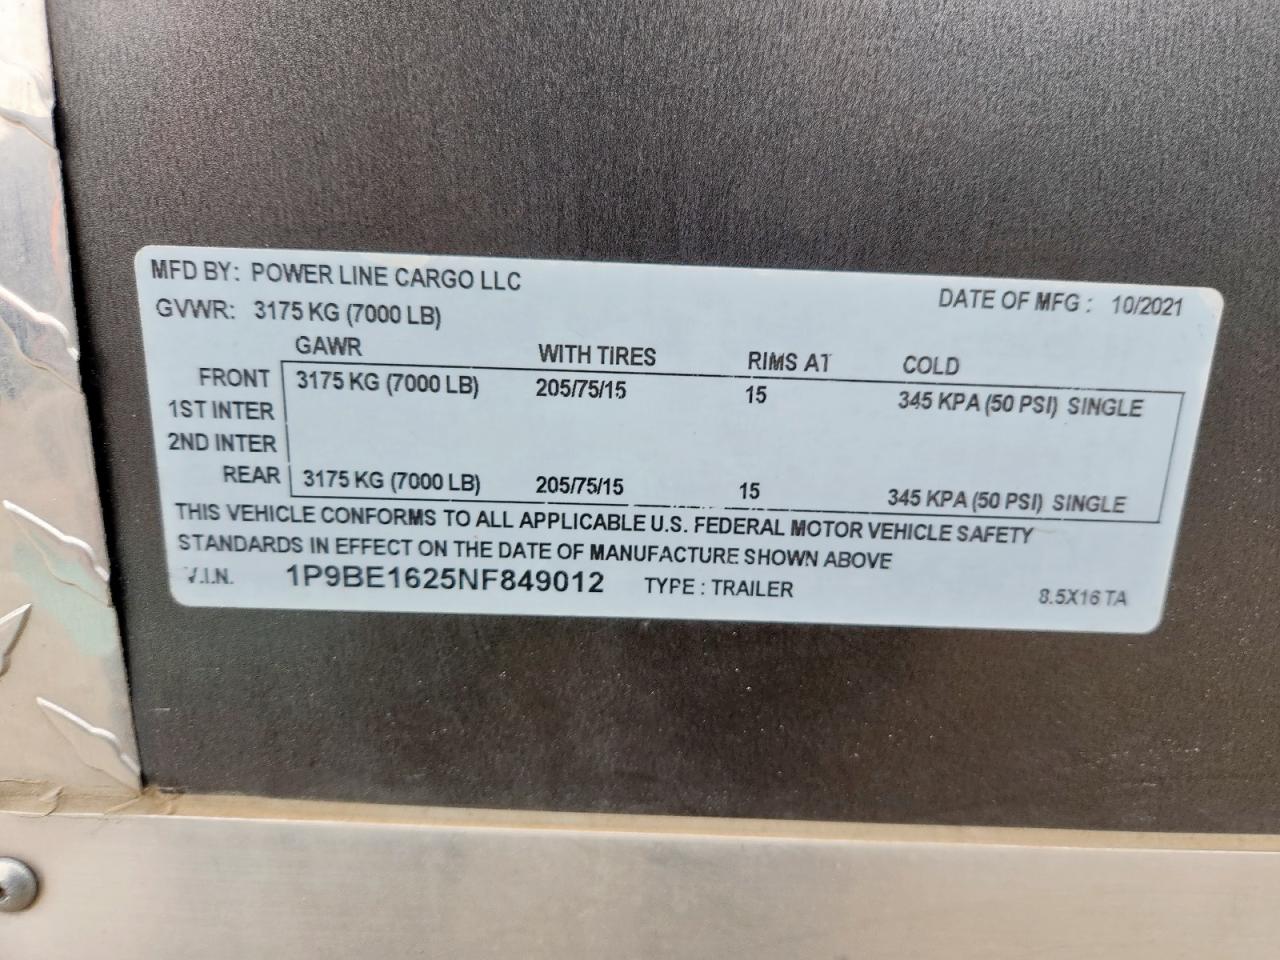 MFD BY: POWER LINE CARGO LLC
DATE OF MFG : 10/2021
GVWR: 3175 KG (7000 LB)
GAWR WITH TIRES RIMS AT COLD
FRONT 3175 KG (7000 LB) 205/75/15 15 345 KPA (50 PSI) SINGLE
1ST INTER
2ND INTER
REAR 3175 KG (7000 LB) 205/75/15 15 345 KPA (50 PSI) SINGLE
THIS VEHICLE CONFORMS TO ALL APPLICABLE U.S. FEDERAL MOTOR VEHICLE SAFETY
STANDARDS IN EFFECT ON THE DATE OF MANUFACTURE SHOWN ABOVE
V.I.N. 1P9BE1625NF849012 TYPE : TRAILER 8.5X16 TA